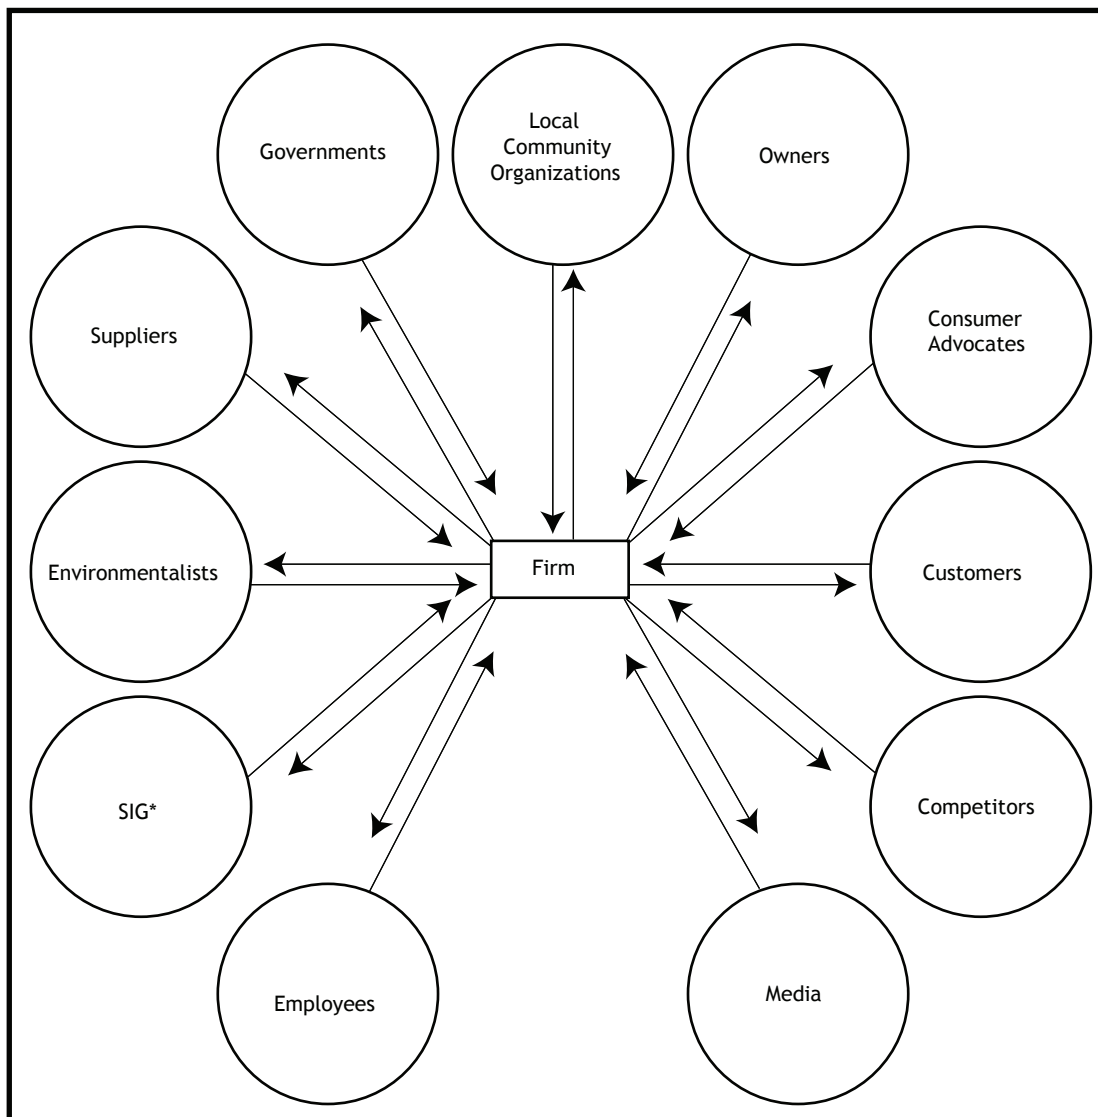 Governments
Local
Community
Organizations
Owners
Suppliers
Consumer
Advocates
Environmentalists
Firm
Customers
SIG*
Competitors
Employees
Media